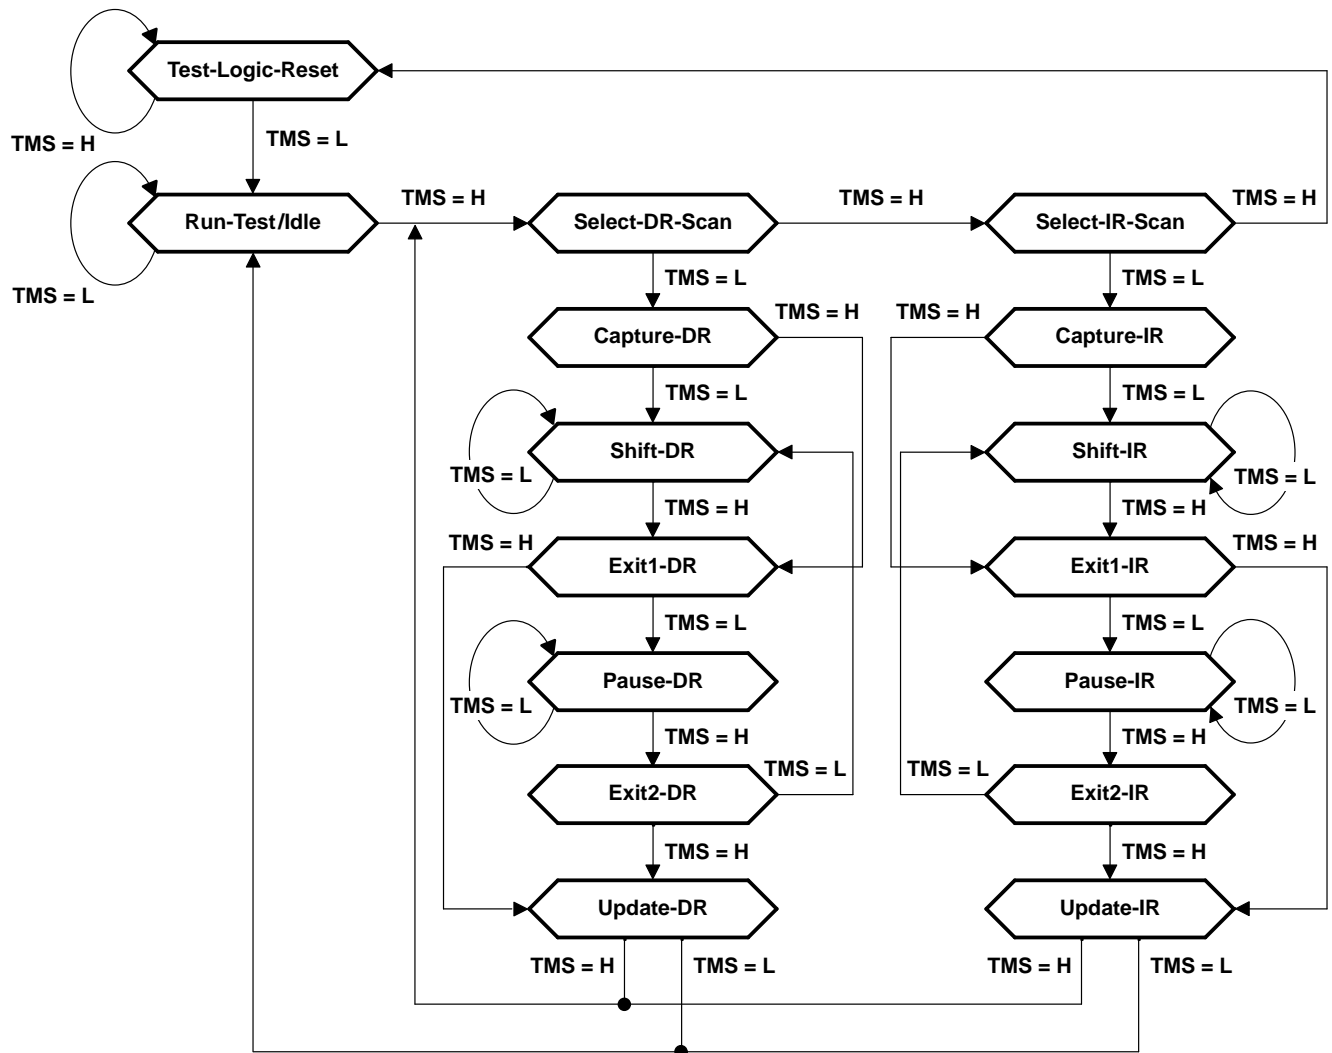 Test-Logic-Reset
TMS = H
TMS = L
Run-Test/Idle
TMS = H
Select-DR-Scan
TMS = H
Select-IR-Scan
TMS = H
TMS = L
TMS = L
TMS = L
Capture-DR
TMS = H
TMS = H
Capture-IR
TMS = L
TMS = L
Shift-DR
TMS = L
Shift-IR
TMS = L
TMS = H
TMS = H
TMS = H
Exit1-DR
Exit1-IR
TMS = H
TMS = L
TMS = L
Pause-DR
TMS = L
Pause-IR
TMS = L
TMS = H
TMS = H
Exit2-DR
TMS = L
TMS = L
Exit2-IR
TMS = H
TMS = H
Update-DR
Update-IR
TMS = H
TMS = L
TMS = H
TMS = L